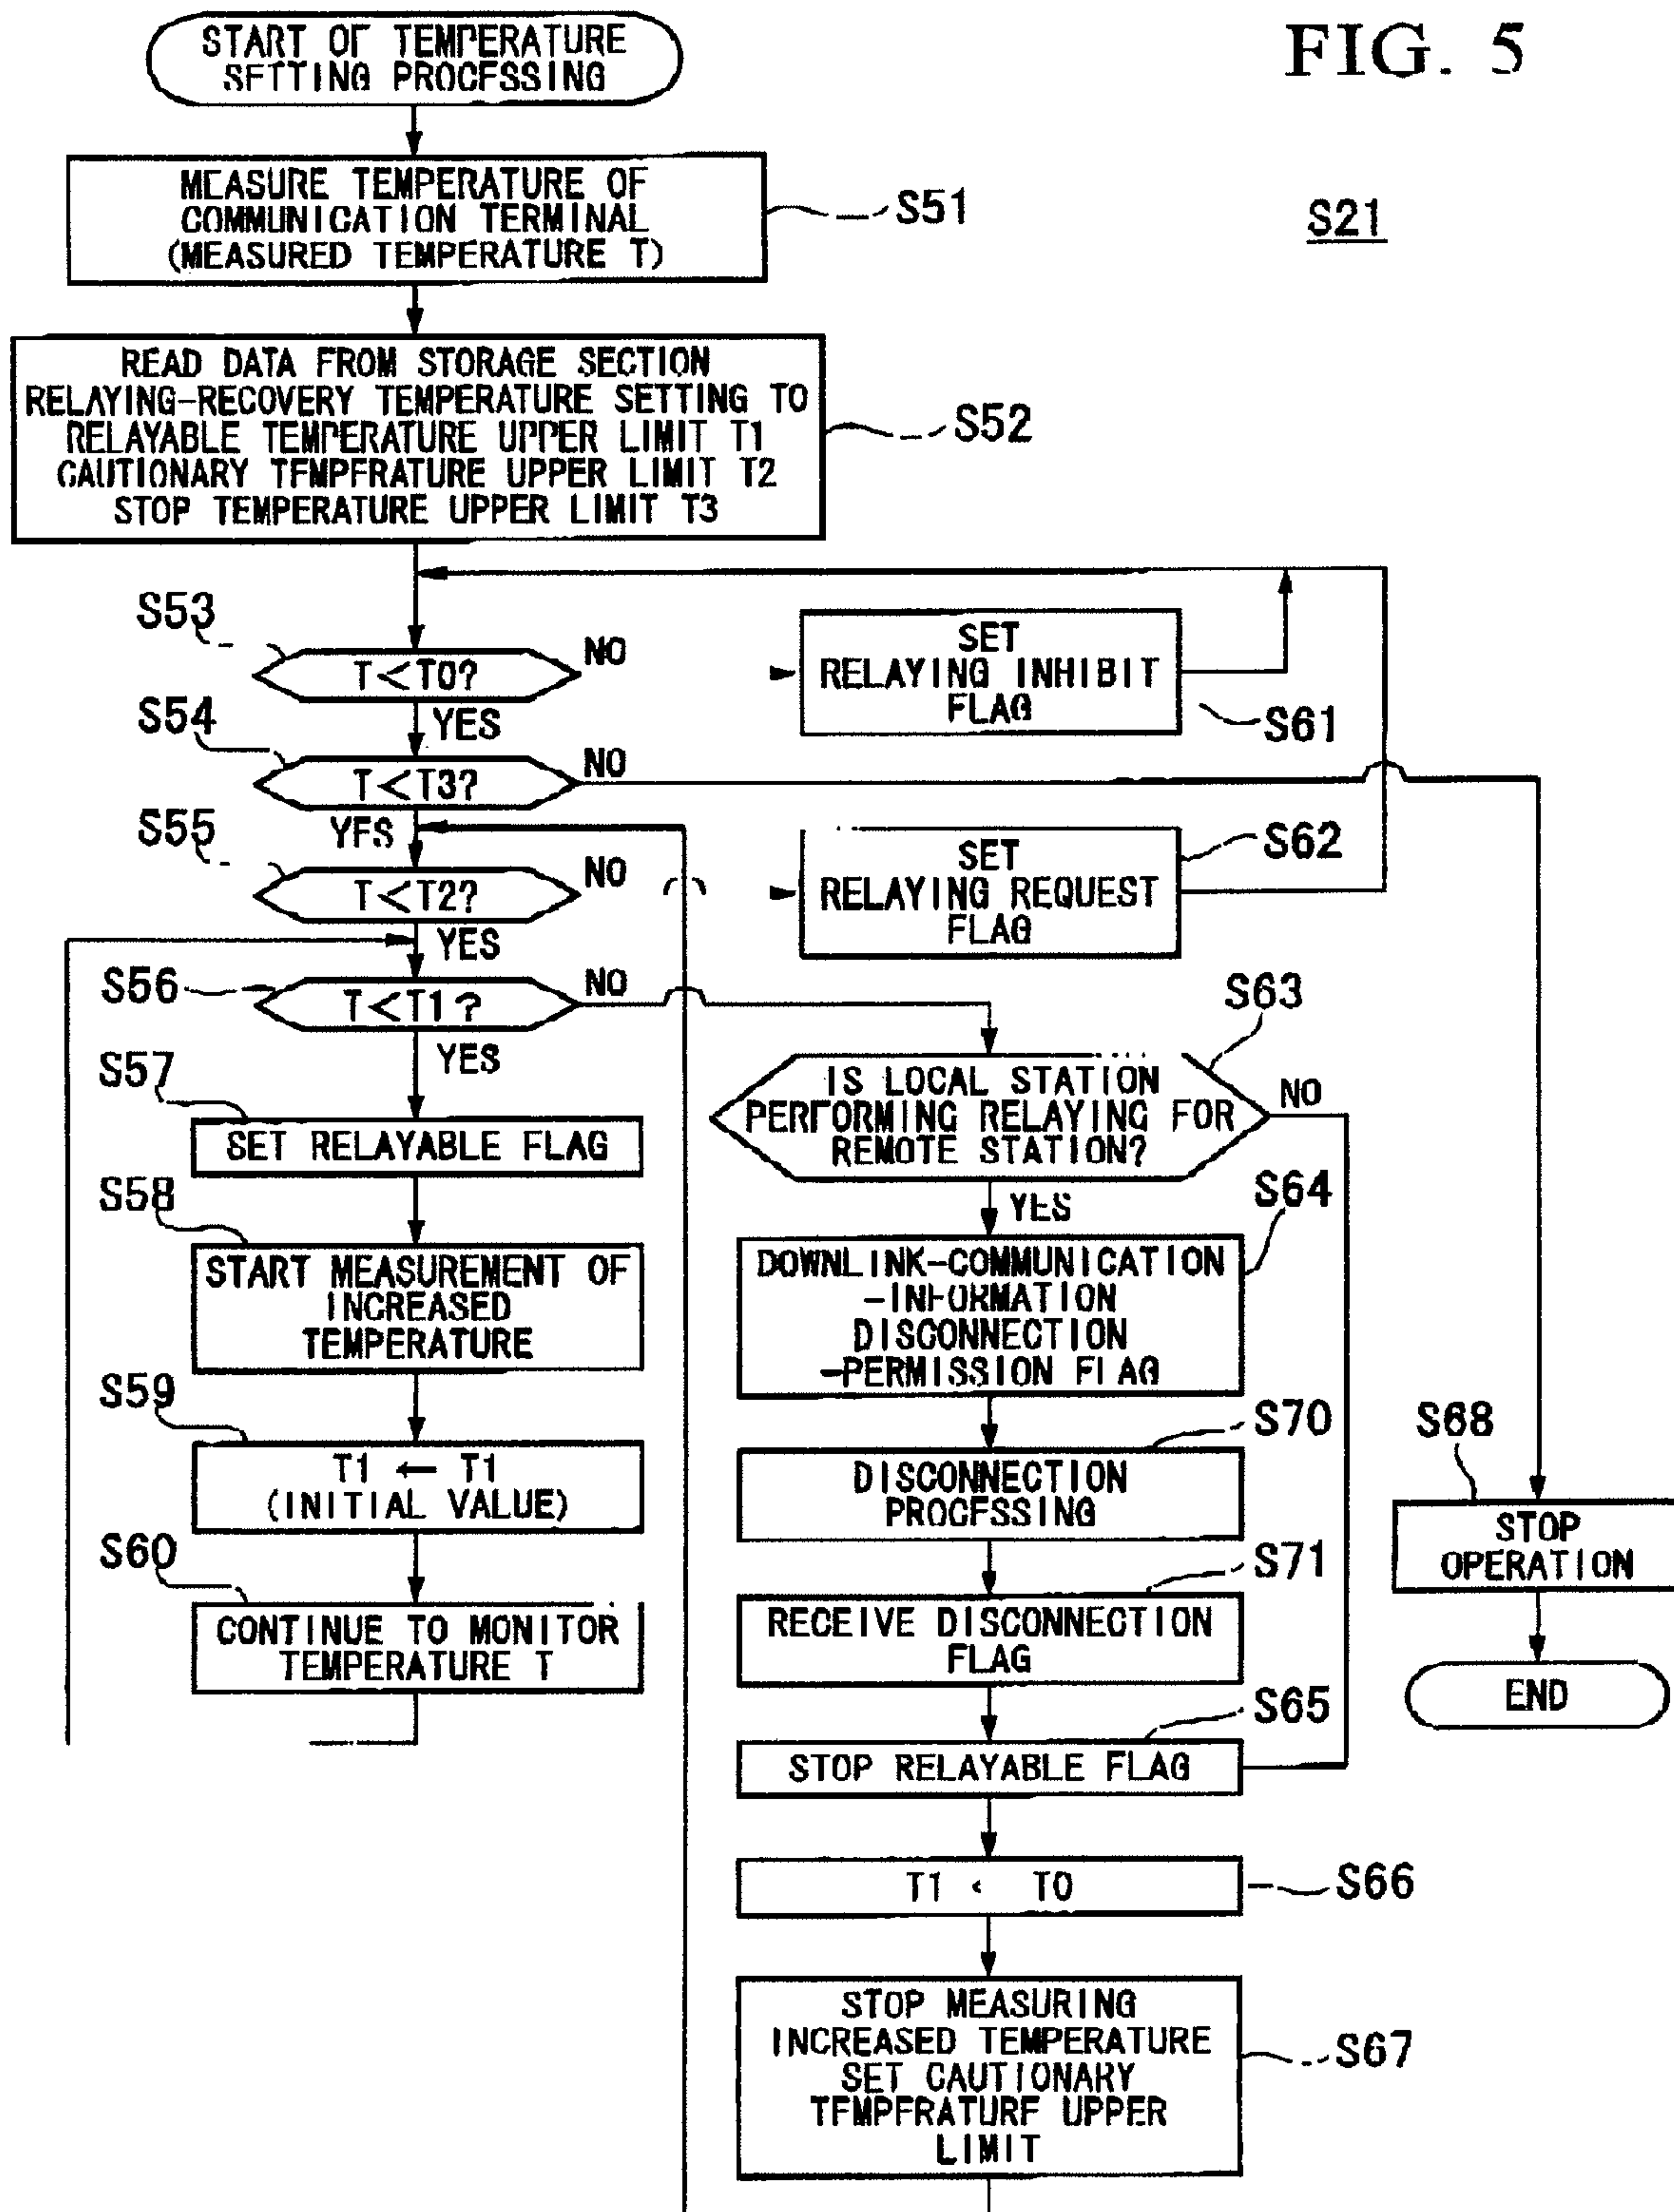 FIG. 5
S21
START OF TEMPERATURE
SETTING PROCESSING
MEASURE TEMPERATURE OF
COMMUNICATION TERMINAL
(MEASURED TEMPERATURE T)
S51
READ DATA FROM STORAGE SECTION
RELAYING-RECOVERY TEMPERATURE SETTING TO
RELAYABLE TEMPERATURE UPPER LIMIT T1
CAUTIONARY TEMPERATURE UPPER LIMIT T2
STOP TEMPERATURE UPPER LIMIT T3
S52
S53
T<T0?
NO
YES
SET
RELAYING INHIBIT
FLAG
S61
S54
T<T3?
NO
YES
S55
T<T2?
NO
YES
SET
RELAYING REQUEST
FLAG
S62
S56
T<T1?
NO
YES
S63
IS LOCAL STATION
PERFORMING RELAYING FOR
REMOTE STATION?
NO
YES
S57
SET RELAYABLE FLAG
S58
START MEASUREMENT OF
INCREASED
TEMPERATURE
S59
T1 ← T1
(INITIAL VALUE)
S60
CONTINUE TO MONITOR
TEMPERATURE T
S64
DOWNLINK-COMMUNICATION
-INFORMATION
DISCONNECTION
-PERMISSION FLAG
S70
DISCONNECTION
PROCESSING
S71
RECEIVE DISCONNECTION
FLAG
S65
STOP RELAYABLE FLAG
T1 ← T0
S66
STOP MEASURING
INCREASED TEMPERATURE
SET CAUTIONARY
TEMPERATURE UPPER
LIMIT
S67
S68
STOP
OPERATION
END